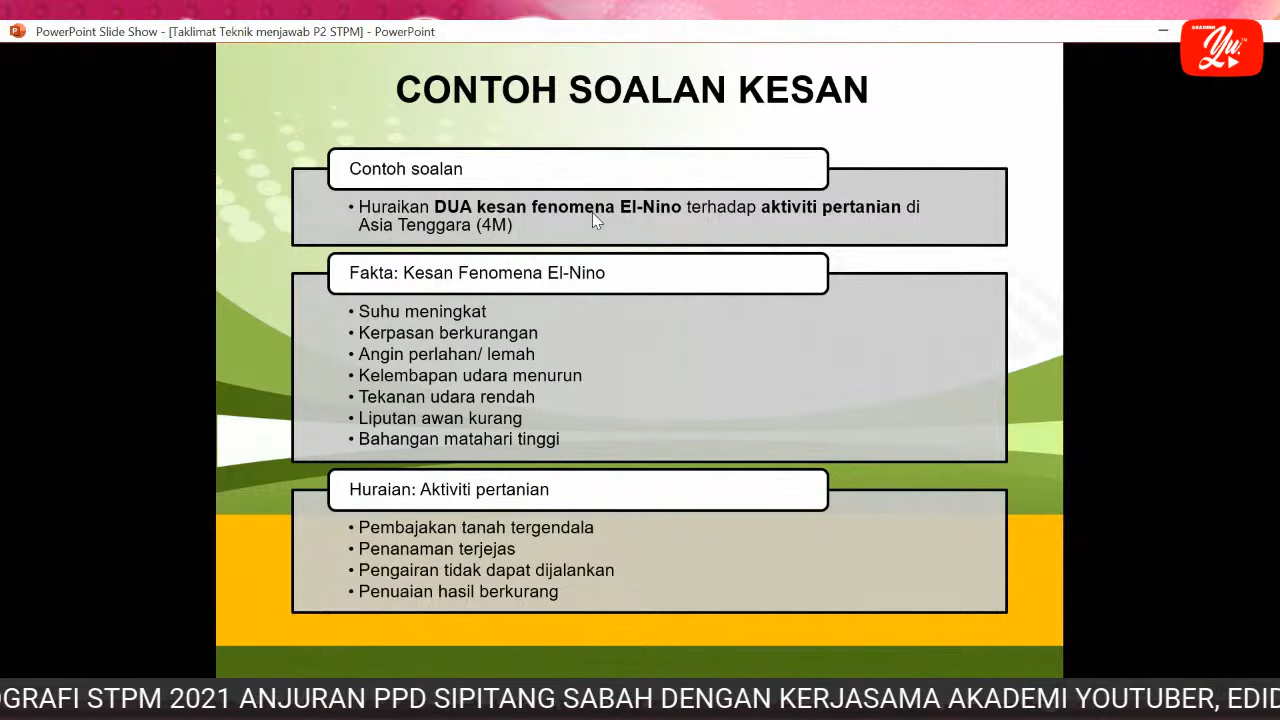 PowerPoint Slide Show - [Taklimat Teknik menjawab P2 STPM] - PowerPoint
AKADEMI
Yu
CONTOH SOALAN KESAN
Contoh soalan
• Huraikan DUA kesan fenomena El-Nino terhadap aktiviti pertanian di
Asia Tenggara (4M)
Fakta: Kesan Fenomena El-Nino
• Suhu meningkat
• Kerpasan berkurangan
• Angin perlahan/ lemah
• Kelembapan udara menurun
• Tekanan udara rendah
• Liputan awan kurang
• Bahangan matahari tinggi
Huraian: Aktiviti pertanian
• Pembajakan tanah tergendala
• Penanaman terjejas
• Pengairan tidak dapat dijalankan
• Penuaian hasil berkurang
OGRAFI STPM 2021 ANJURAN PPD SIPITANG SABAH DENGAN KERJASAMA AKADEMI YOUTUBER, EDID